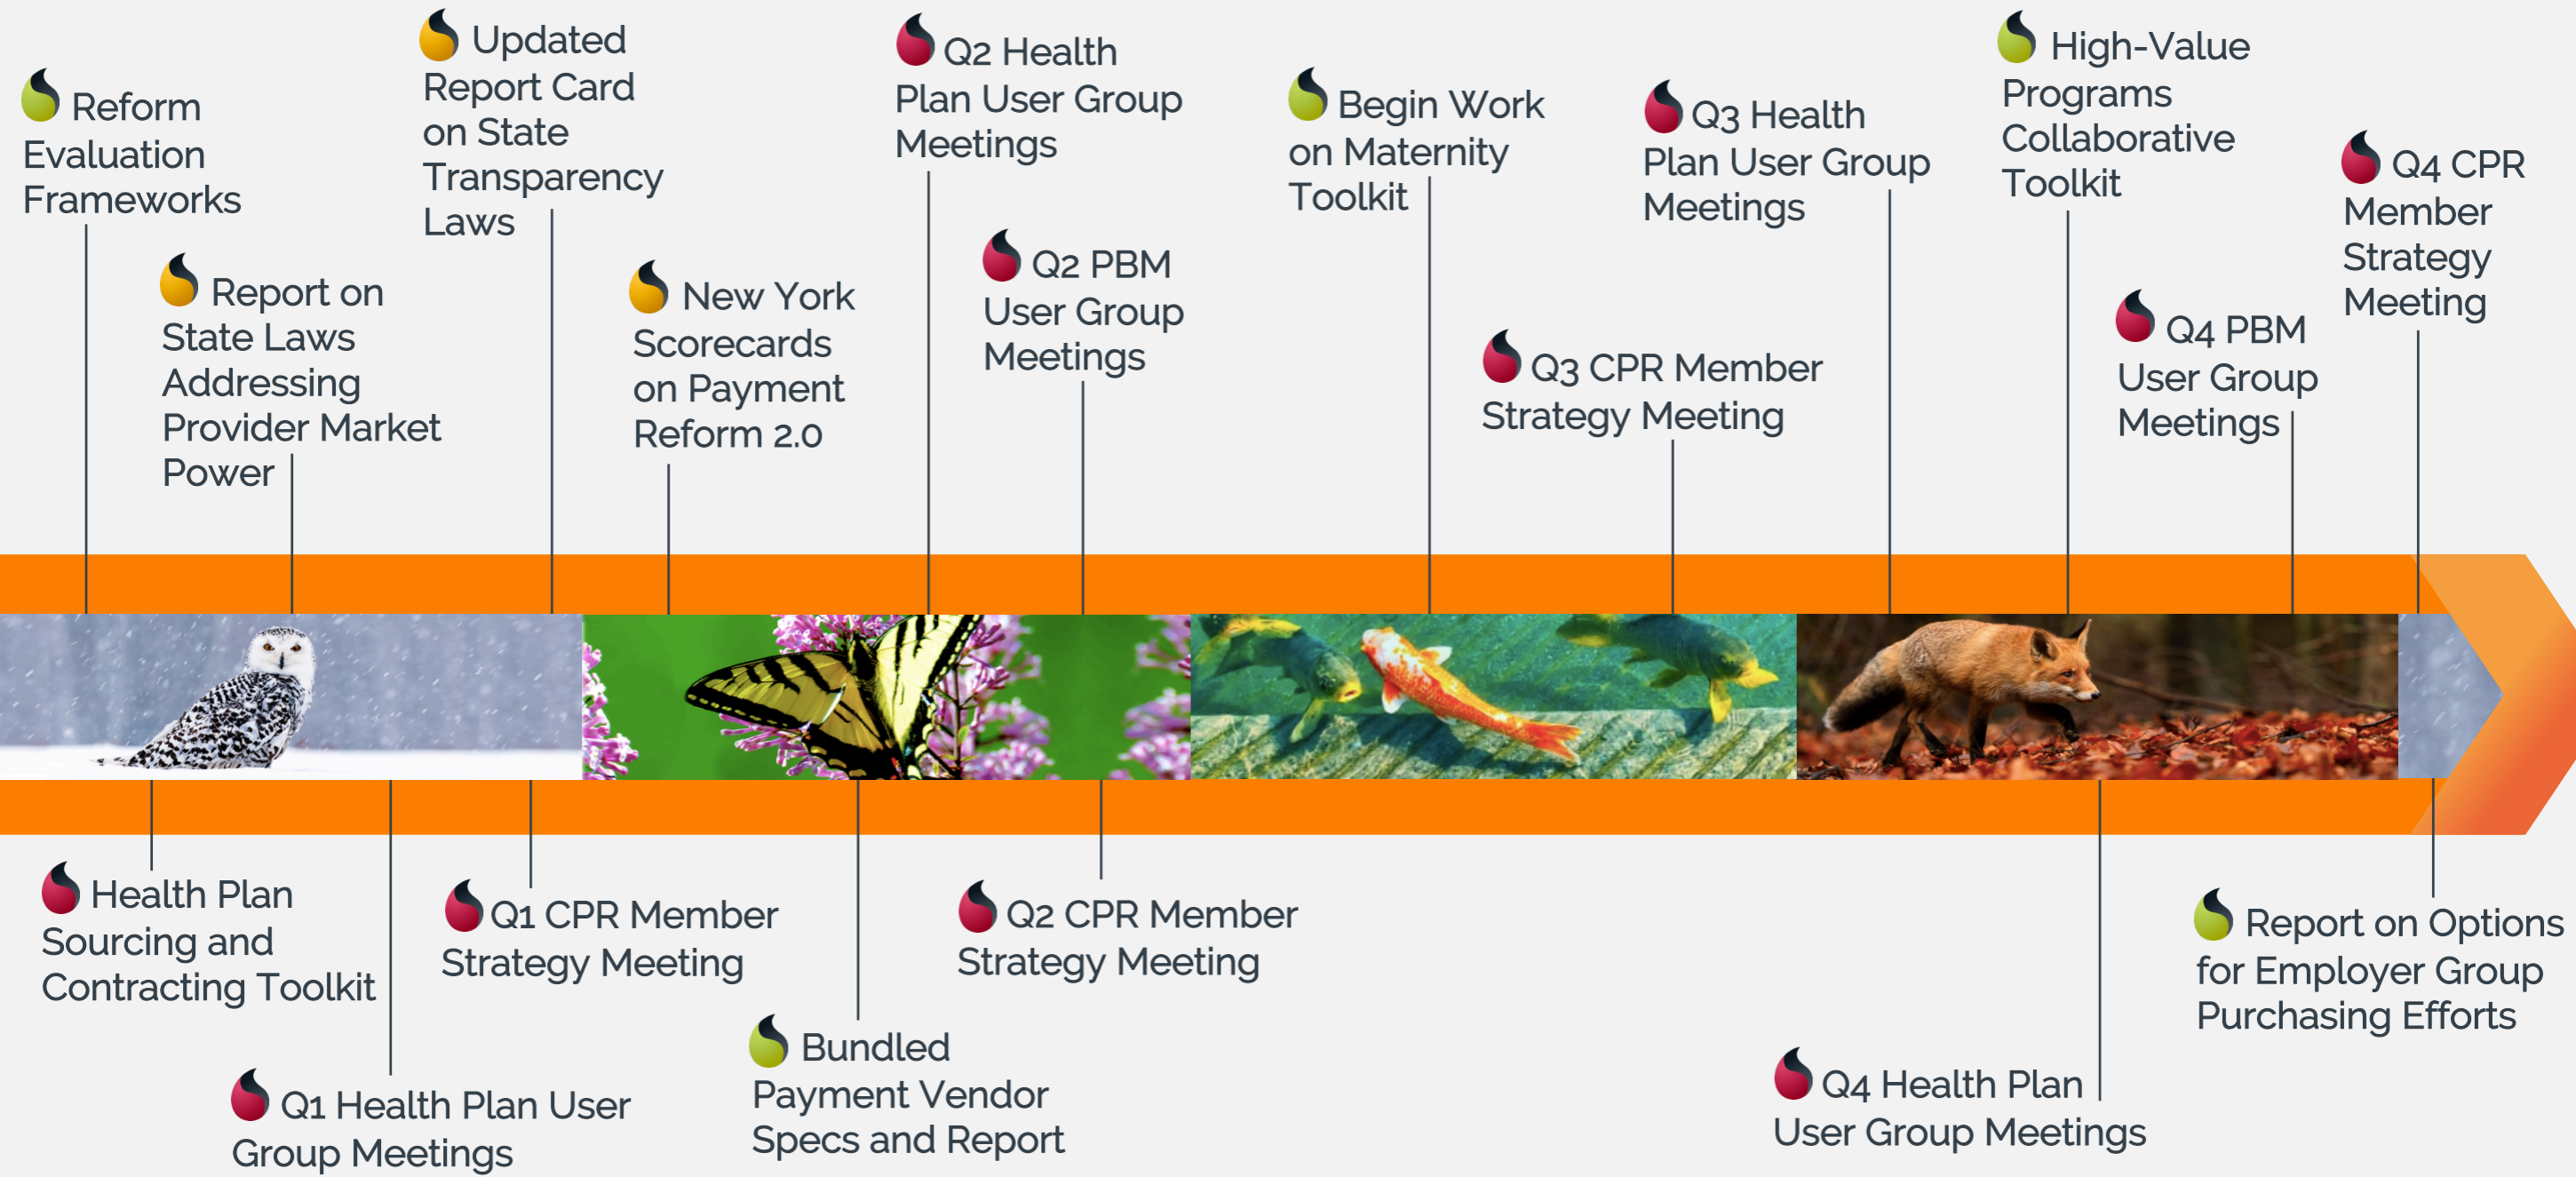 Reform
Evaluation
Frameworks
Report on
State Laws
Addressing
Provider Market
Power
Updated
Report Card
on State
Transparency
Laws
New York
Scorecards
on Payment
Reform 2.0
Q2 Health
Plan User Group
Meetings
Q2 PBM
User Group
Meetings
Begin Work
on Maternity
Toolkit
Q3 CPR Member
Strategy Meeting
Q3 Health
Plan User Group
Meetings
High-Value
Programs
Collaborative
Toolkit
Q4 PBM
User Group
Meetings
Q4 CPR
Member
Strategy
Meeting
Health Plan
Sourcing and
Contracting Toolkit
Q1 Health Plan User
Group Meetings
Q1 CPR Member
Strategy Meeting
Bundled
Payment Vendor
Specs and Report
Q2 CPR Member
Strategy Meeting
Q4 Health Plan
User Group Meetings
Report on Options
for Employer Group
Purchasing Efforts